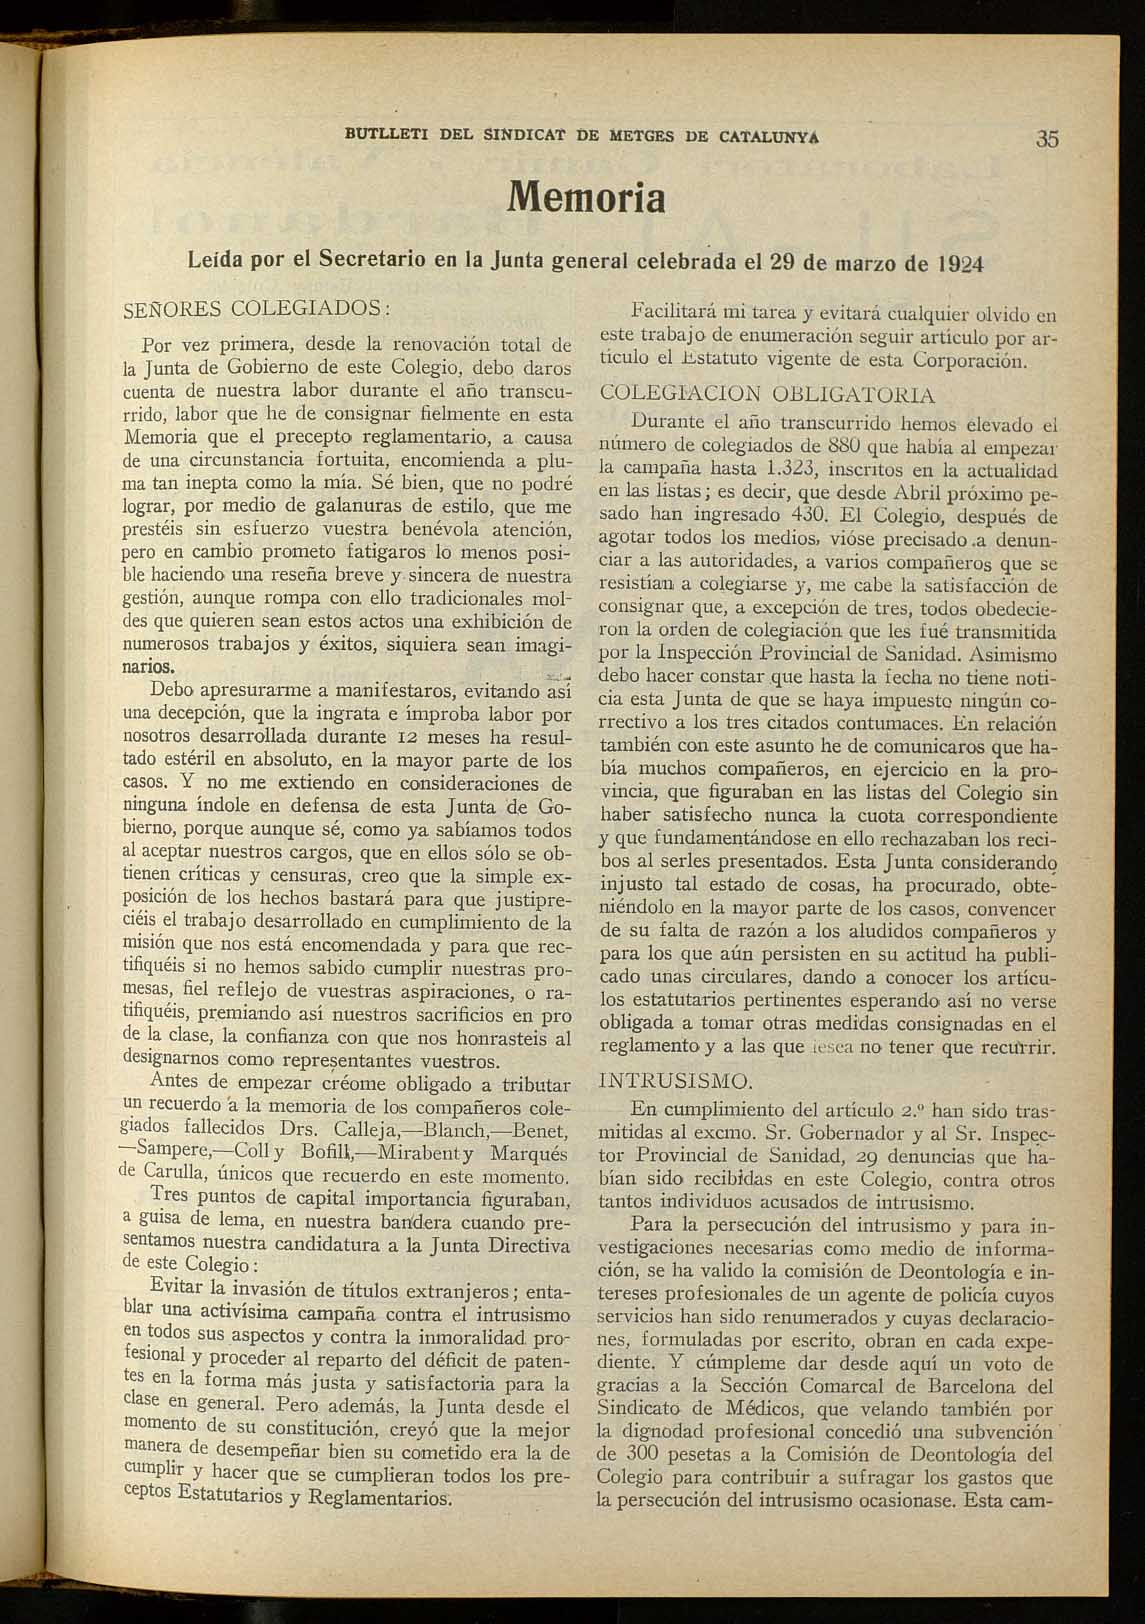 BUTLLETI DEL SINDICAT DE METGES DE CATALUNYA
35
Memoria
Leída por el Secretario en la Junta general celebrada el 29 de marzo de 1924
SEÑORES COLEGIADOS:
Por vez primera, desde la renovación total de
la Junta de Gobierno de este Colegio, debo daros
cuenta de nuestra labor durante el año transcu-
rrido, labor que he de consignar fielmente en esta
Memoria que el precepto reglamentario, a causa
de una circunstancia fortuita, encomienda a plu-
ma tan inepta como la mía. Sé bien, que no podré
lograr, por medio de galanuras de estilo, que me
prestéis sin esfuerzo vuestra benévola atención,
pero en cambio prometo fatigaros lo menos posi-
ble haciendo una reseña breve y sincera de nuestra
gestión, aunque rompa con ello tradicionales mol-
des que quieren sean estos actos una exhibición de
numerosos trabajos y éxitos, siquiera sean imagi-
narios.
Debo apresurarme a manifestaros, evitando así
una decepción, que la ingrata e ímproba labor por
nosotros desarrollada durante 12 meses ha resul-
tado estéril en absoluto, en la mayor parte de los
casos. Y no me extiendo en consideraciones de
ninguna índole en defensa de esta Junta de Go-
bierno, porque aunque sé, como ya sabíamos todos
al aceptar nuestros cargos, que en ellos sólo se ob-
tienen críticas y censuras, creo que la simple ex-
posición de los hechos bastará para que justipre-
ciéis el trabajo desarrollado en cumplimiento de la
misión que nos está encomendada y para que rec-
tifiquéis si no hemos sabido cumplir nuestras pro-
mesas, fiel reflejo de vuestras aspiraciones, o ra-
tifiquéis, premiando así nuestros sacrificios en pro
de la clase, la confianza con que nos honrasteis al
designarnos como representantes vuestros.
Antes de empezar créome obligado a tributar
un recuerdo a la memoria de los compañeros cole-
giados fallecidos Drs. Calleja,—Blanch,—Benet,
—Sampere,—Coll y Bofill,—Mirabent y Marqués
de Carulla, únicos que recuerdo en este momento.
Tres puntos de capital importancia figuraban,
a guisa de lema, en nuestra bandera cuando pre-
sentamos nuestra candidatura a la Junta Directiva
de este Colegio:
Evitar la invasión de títulos extranjeros; enta-
blar una activísima campaña contra el intrusismo
en todos sus aspectos y contra la inmoralidad pro-
fesional y proceder al reparto del déficit de paten-
tes en la forma más justa y satisfactoria para la
clase en general. Pero además, la Junta desde el
momento de su constitución, creyó que la mejor
manera de desempeñar bien su cometido era la de
cumplir y hacer que se cumplieran todos los pre-
ceptos Estatutarios y Reglamentarios.
Facilitará mi tarea y evitará cualquier olvido en
este trabajo de enumeración seguir artículo por ar-
tículo el Estatuto vigente de esta Corporación.
COLEGIACION OBLIGATORIA
Durante el año transcurrido hemos elevado el
número de colegiados de 880 que había al empezar
la campaña hasta 1.323, inscritos en la actualidad
en las listas; es decir, que desde Abril próximo pe-
sado han ingresado 430. El Colegio, después de
agotar todos los medios, vióse precisado a denun-
ciar a las autoridades, a varios compañeros que se
resistían a colegiarse y, me cabe la satisfacción de
consignar que, a excepción de tres, todos obedecie-
ron la orden de colegiación que les fué transmitida
por la Inspección Provincial de Sanidad. Asimismo
debo hacer constar que hasta la fecha no tiene noti-
cia esta Junta de que se haya impuesto ningún co-
rrectivo a los tres citados contumaces. En relación
también con este asunto he de comunicaros que ha-
bía muchos compañeros, en ejercicio en la pro-
vincia, que figuraban en las listas del Colegio sin
haber satisfecho nunca la cuota correspondiente
y que fundamentándose en ello rechazaban los reci-
bos al serles presentados. Esta Junta considerando
injusto tal estado de cosas, ha procurado, obte-
niéndolo en la mayor parte de los casos, convencer
de su falta de razón a los aludidos compañeros y
para los que aún persisten en su actitud ha publi-
cado unas circulares, dando a conocer los artícu-
los estatutarios pertinentes esperando así no verse
obligada a tomar otras medidas consignadas en el
reglamento y a las que desea no tener que recurrir.
INTRUSISMO.
En cumplimiento del artículo 2.º han sido tras-
mitidas al excmo. Sr. Gobernador y al Sr. Inspec-
tor Provincial de Sanidad, 29 denuncias que ha-
bían sido recibidas en este Colegio, contra otros
tantos individuos acusados de intrusismo.
Para la persecución del intrusismo y para in-
vestigaciones necesarias como medio de informa-
ción, se ha valido la comisión de Deontología e in-
tereses profesionales de un agente de policía cuyos
servicios han sido renumerados y cuyas declaracio-
nes, formuladas por escrito, obran en cada expe-
diente. Y cúmpleme dar desde aquí un voto de
gracias a la Sección Comarcal de Barcelona del
Sindicato de Médicos, que velando también por
la dignodad profesional concedió una subvención
de 300 pesetas a la Comisión de Deontología del
Colegio para contribuir a sufragar los gastos que
la persecución del intrusismo ocasionase. Esta cam-